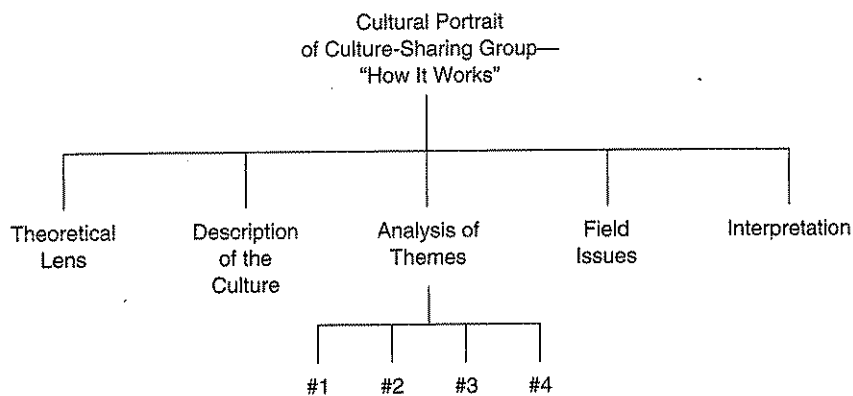 Cultural Portrait
of Culture-Sharing Group—
"How It Works"
Theoretical
Lens
Description
of the
Culture
Analysis of
Themes
Field
Issues
Interpretation
#1
#2
#3
#4